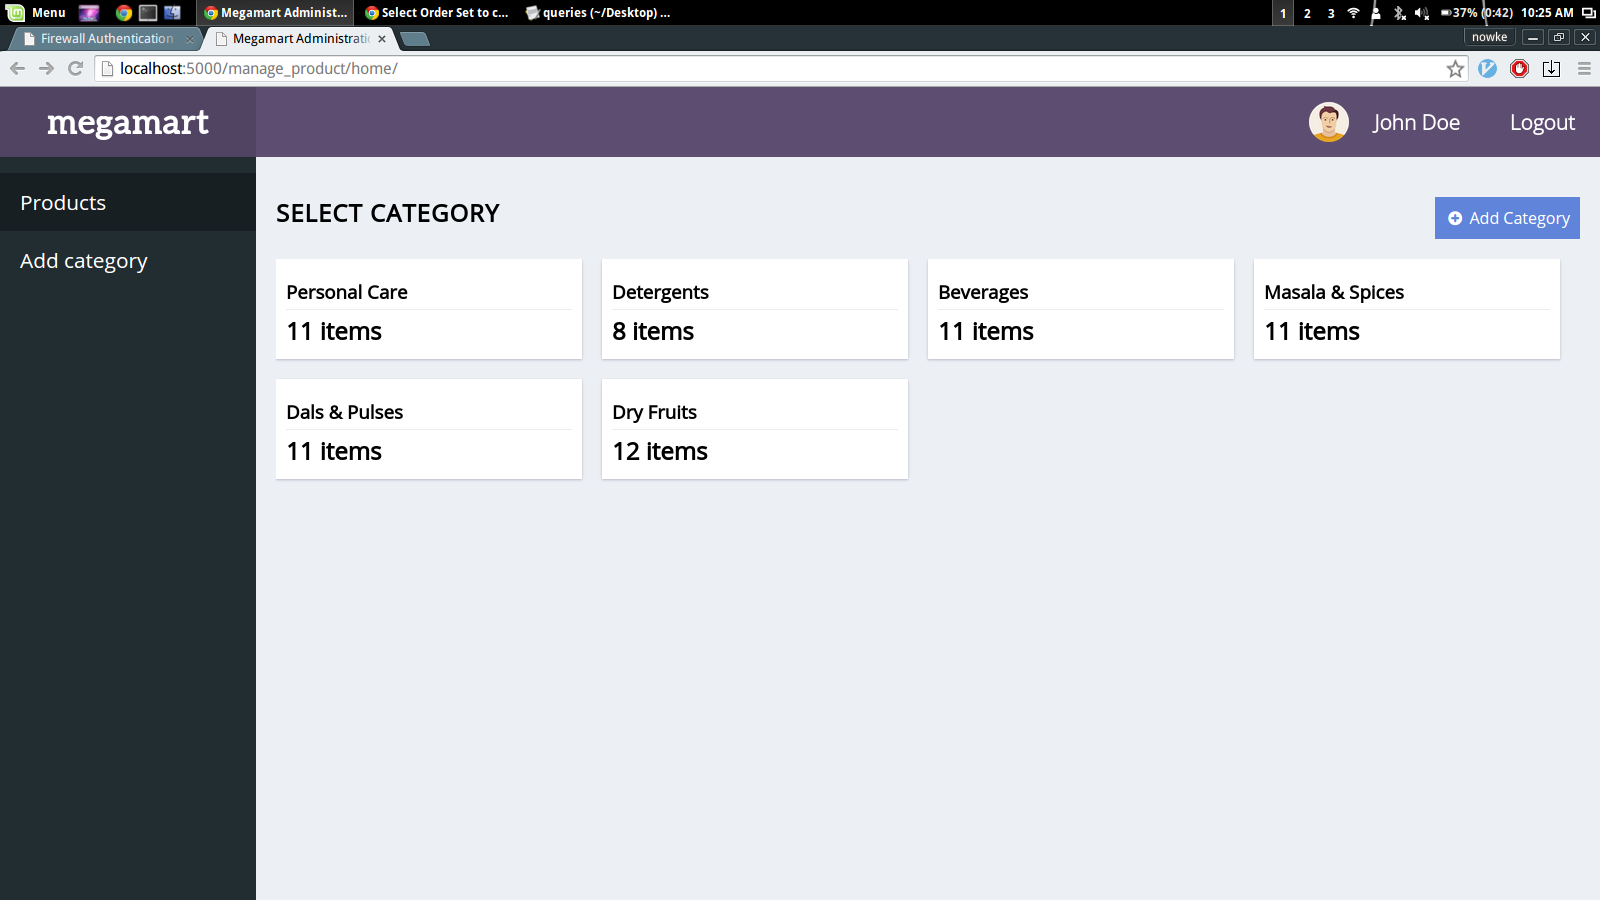 Menu
Megamart Administ...
Select Order Set to c...
queries (~/Desktop) ...
1 2 3
37% (0:42) 10:25 AM
Firewall Authentication
Megamart Administrati
nowke
localhost:5000/manage_product/home/
megamart
John Doe
Logout
Products
Add category
SELECT CATEGORY
Add Category
Personal Care
11 items
Detergents
8 items
Beverages
11 items
Masala & Spices
11 items
Dals & Pulses
11 items
Dry Fruits
12 items